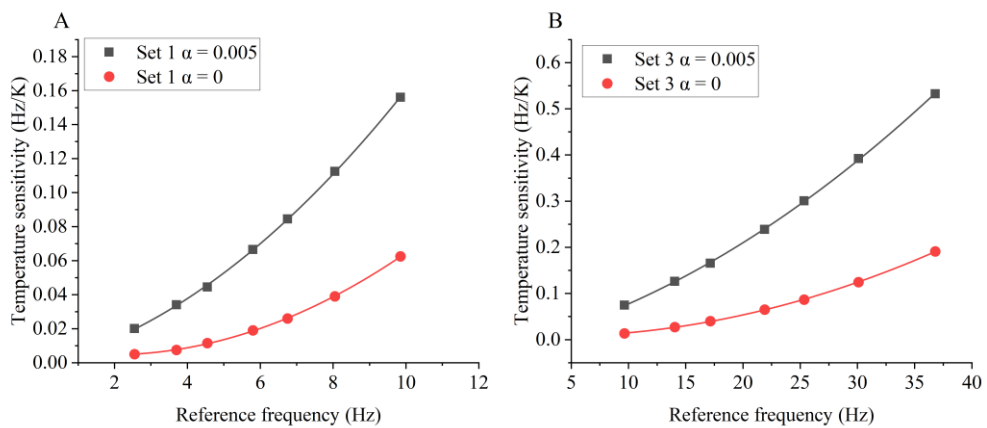 A
Set 1 α = 0.005
Set 1 α = 0
Temperature sensitivity (Hz/K)
0.18
0.16
0.14
0.12
0.10
0.08
0.06
0.04
0.02
0.00
2 4 6 8 10 12
Reference frequency (Hz)
B
Set 3 α = 0.005
Set 3 α = 0
Temperature sensitivity (Hz/K)
0.6
0.5
0.4
0.3
0.2
0.1
0.0
5 10 15 20 25 30 35 40
Reference frequency (Hz)